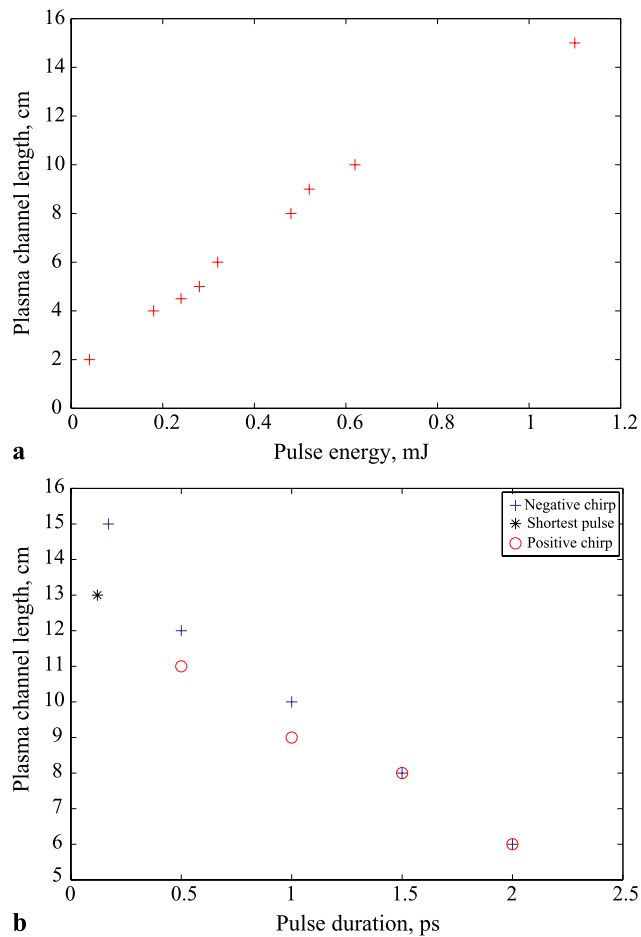 16
14
12
10
8
6
4
2
0
Plasma channel length, cm
0 0.2 0.4 0.6 0.8 1 1.2
Pulse energy, mJ
a
16
15
14
13
12
11
10
9
8
7
6
5
Plasma channel length, cm
Negative chirp
Shortest pulse
Positive chirp
0 0.5 1 1.5 2 2.5
Pulse duration, ps
b